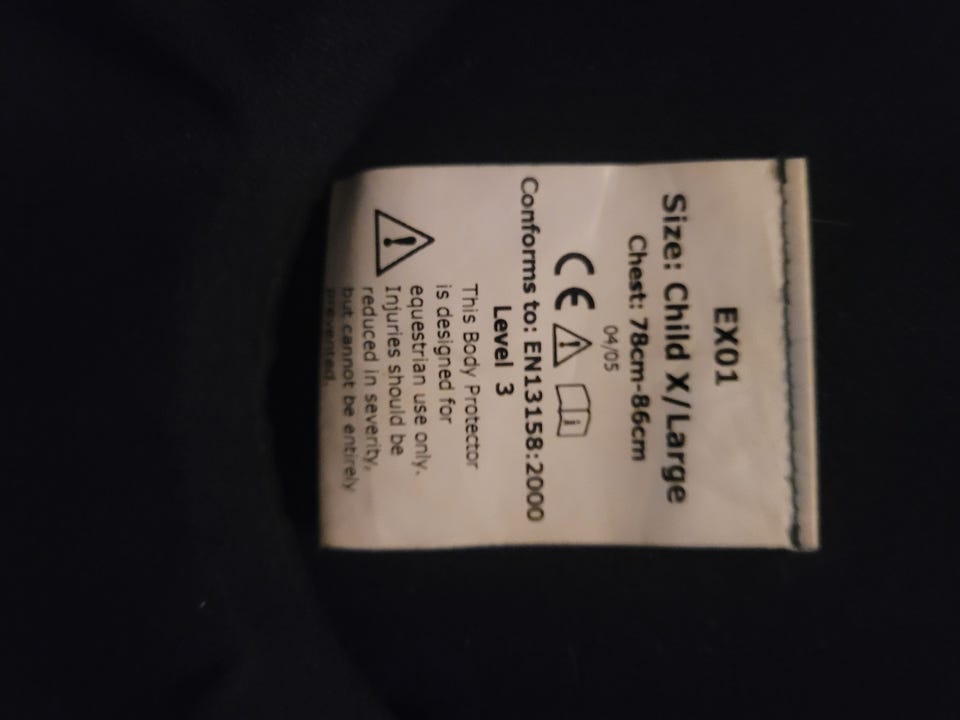 EX01
Size: Child X/Large
Chest: 78cm-86cm
04/05
CE
Conforms to: EN13158:2000
Level 3
This Body Protector
is designed for
equestrian use only.
Injuries should be
reduced in severity,
but cannot be entirely
prevented.